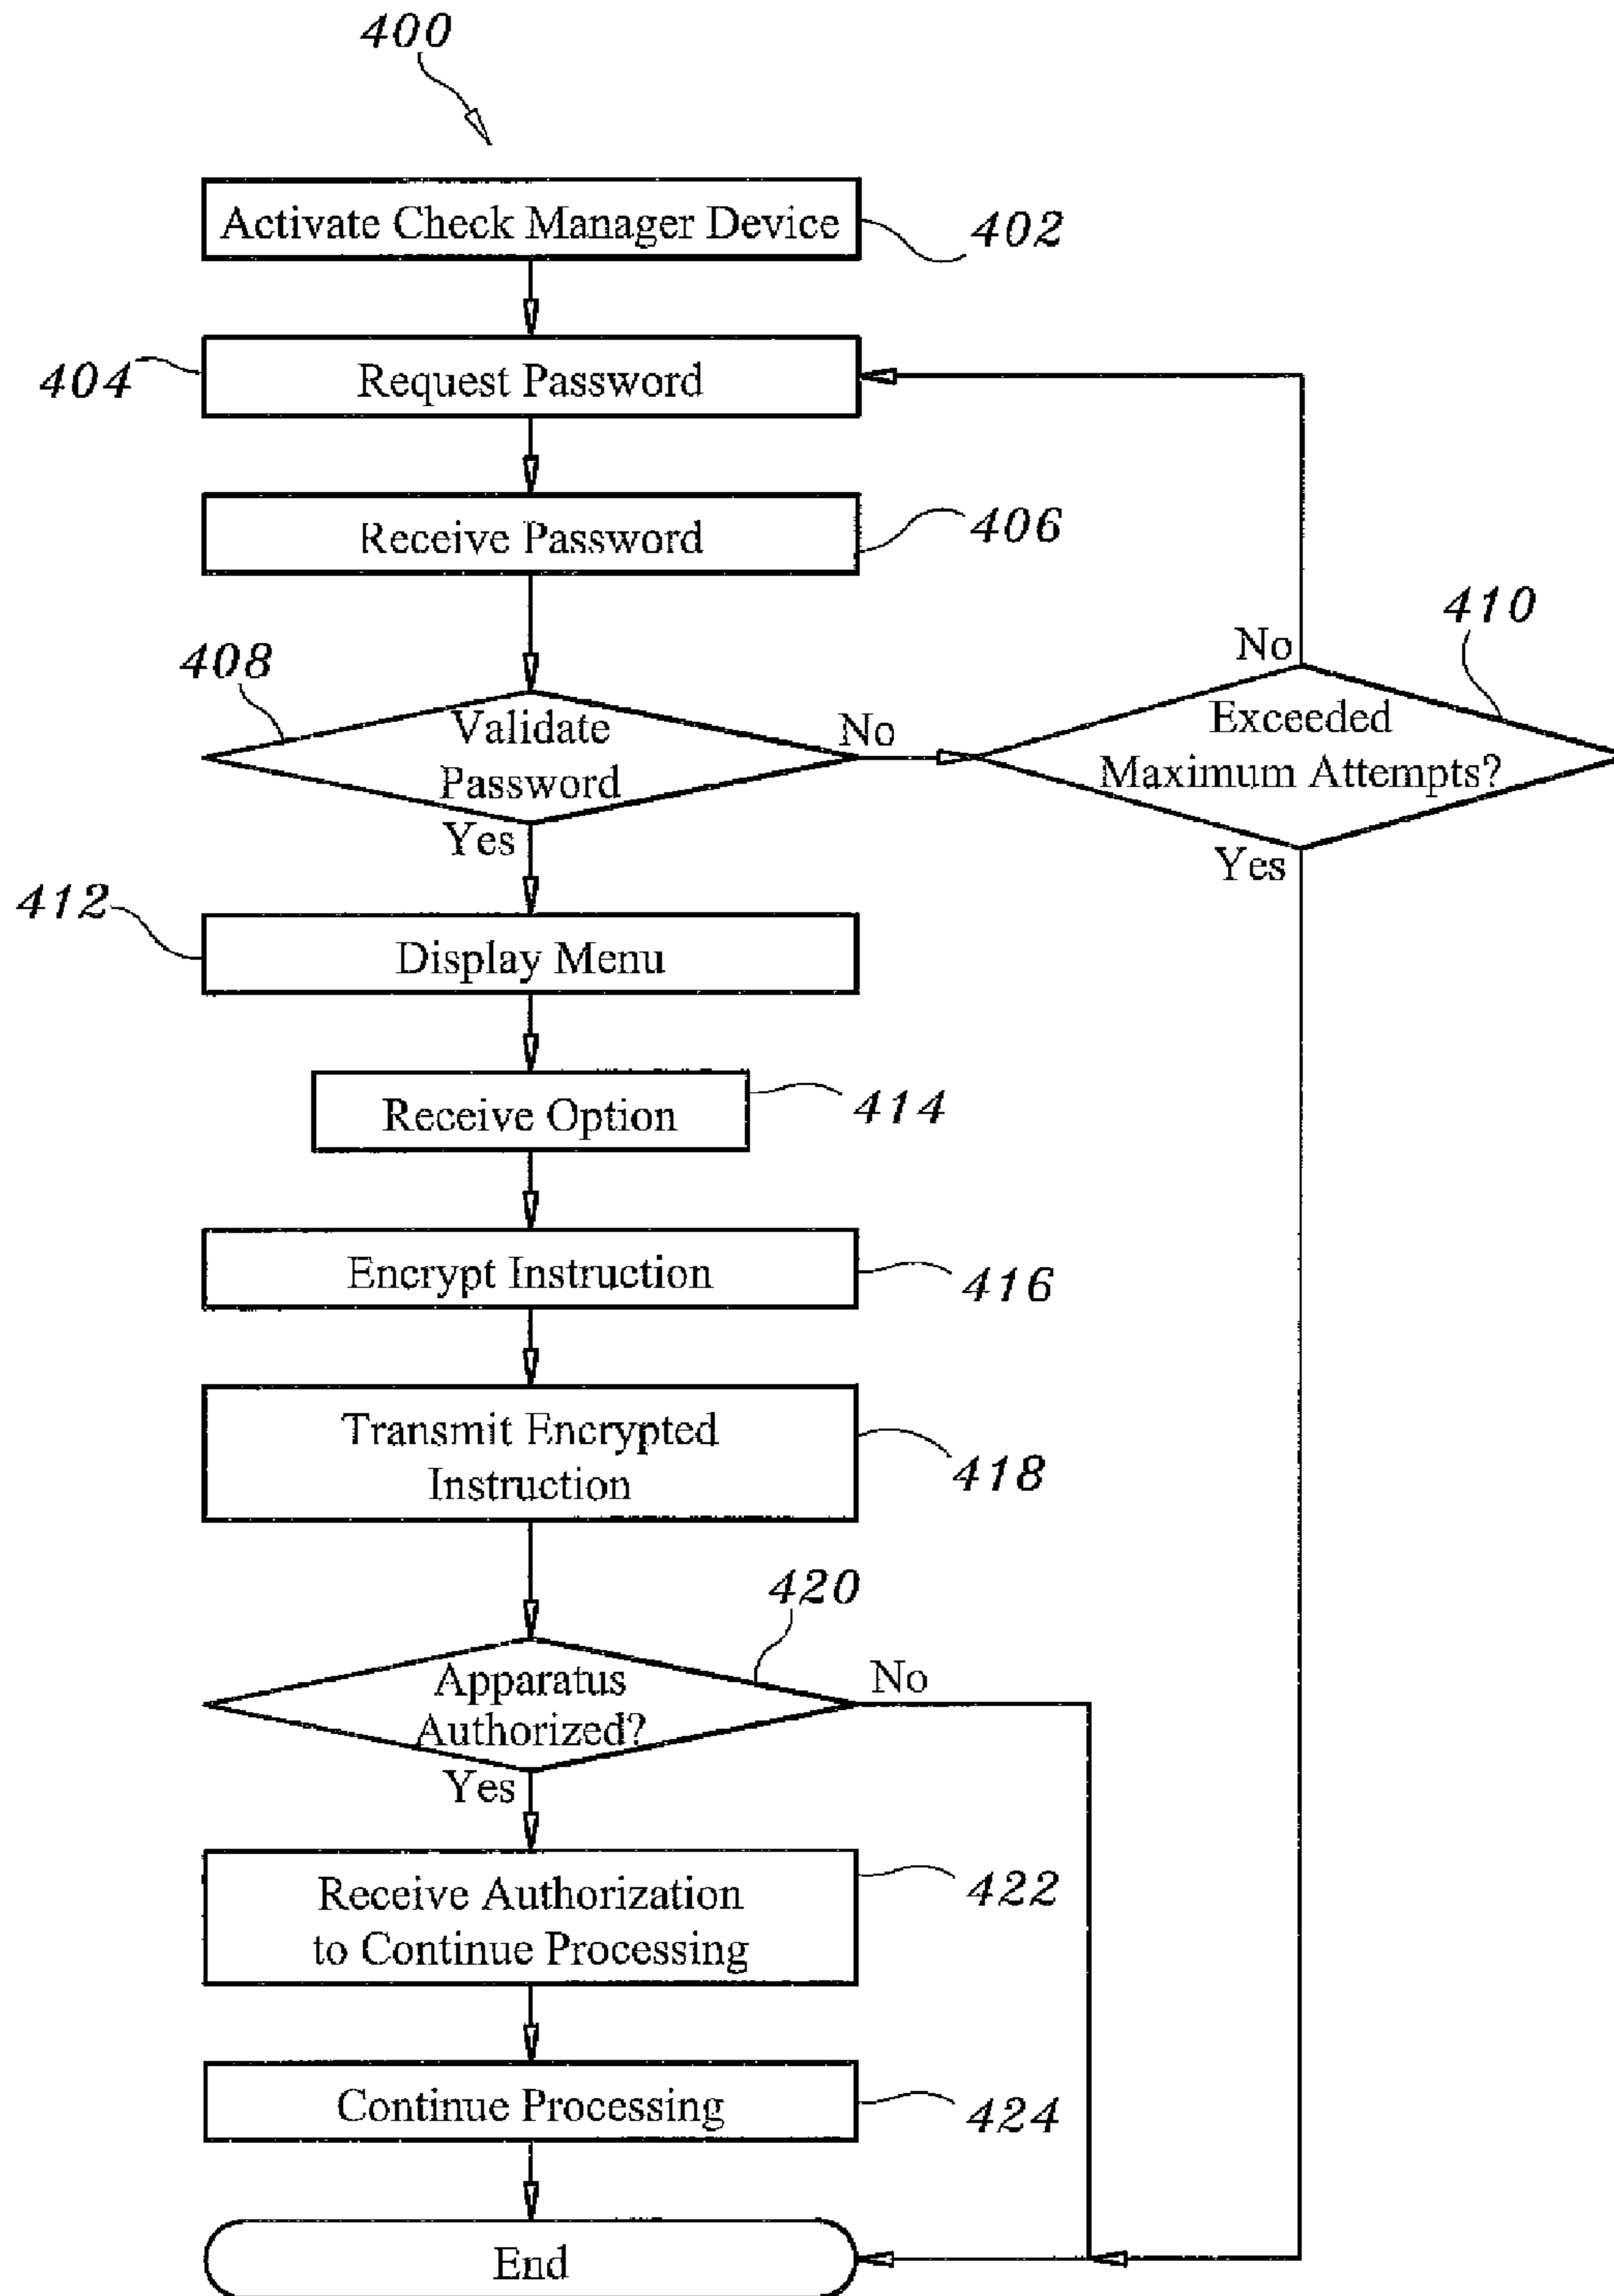 400
Activate Check Manager Device
402
404
Request Password
Receive Password
406
408
Validate
Password
No
Yes
410
No
Exceeded
Maximum Attempts?
Yes
412
Display Menu
Receive Option
414
Encrypt Instruction
416
Transmit Encrypted
Instruction
418
420
Apparatus
Authorized?
No
Yes
Receive Authorization
to Continue Processing
422
Continue Processing
424
End